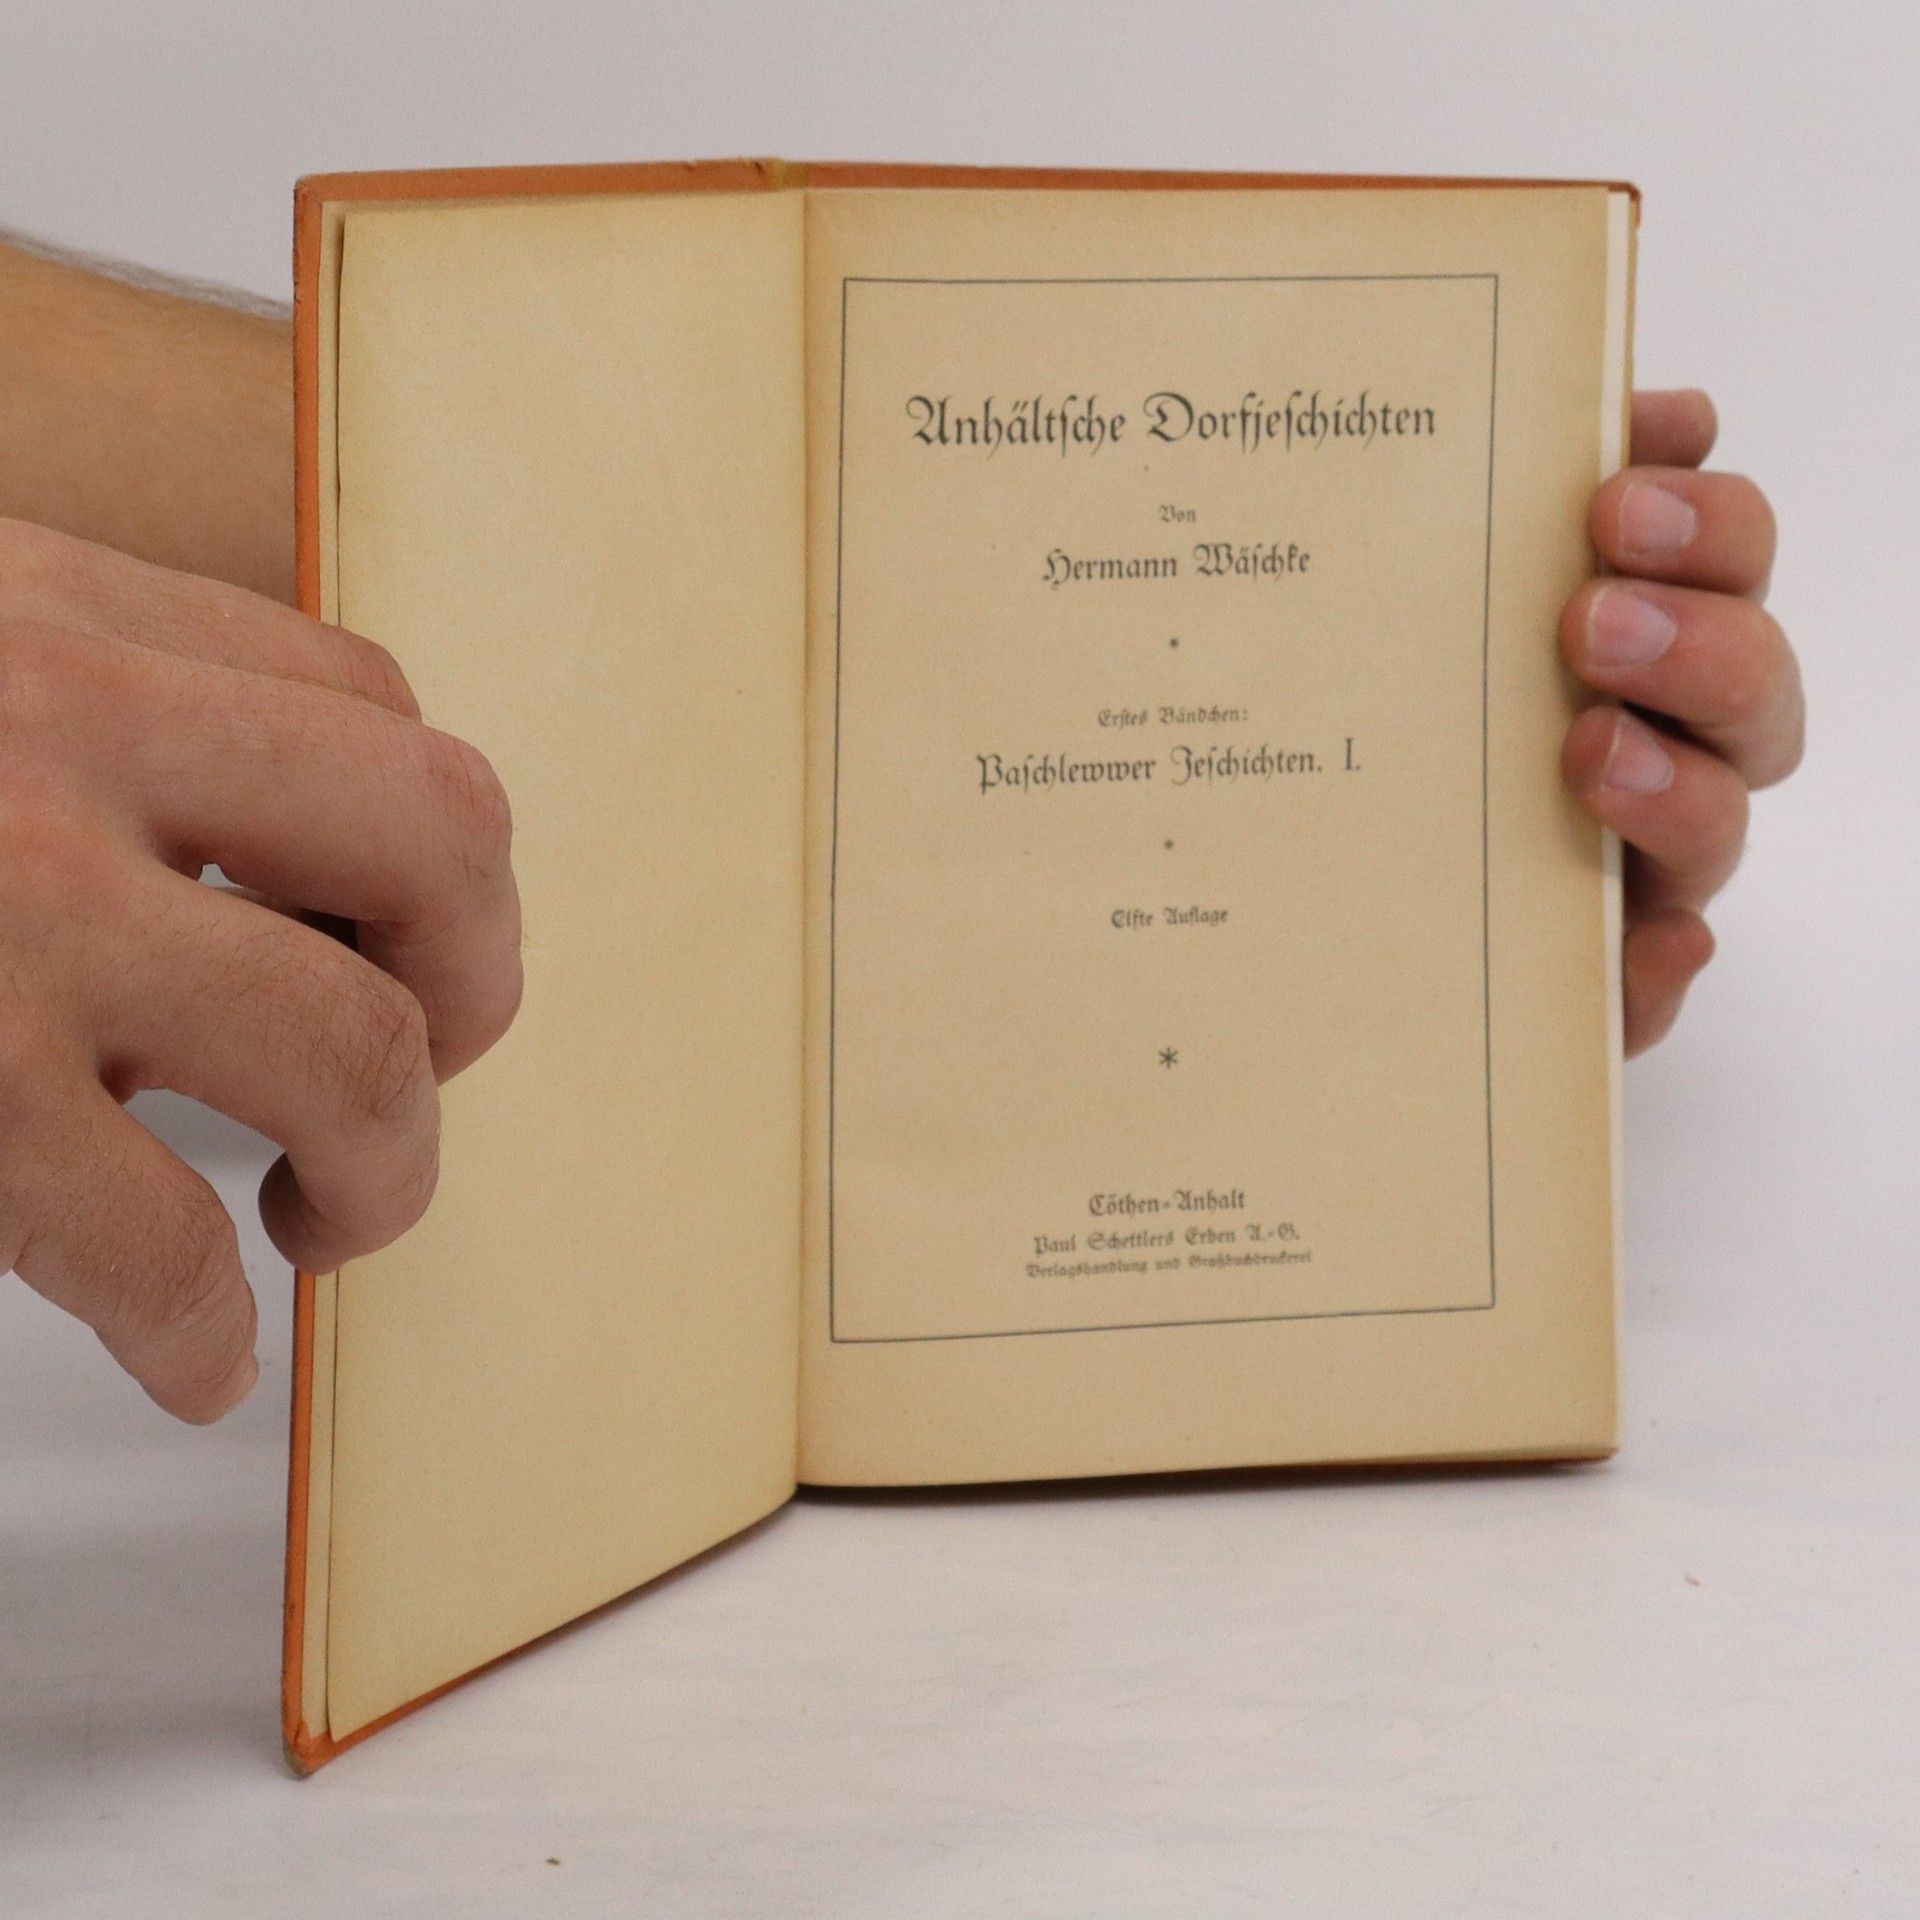 Anhältsche Dorfjeschichten
Von
Hermann Wäschke
Erstes Bändchen:
Paschlewwer Jeschichten. I.
Elfte Auflage
*
Cöthen-Anhalt
Paul Schettlers Erben A.-G.
Verlagshandlung und Großbuchdruckerei